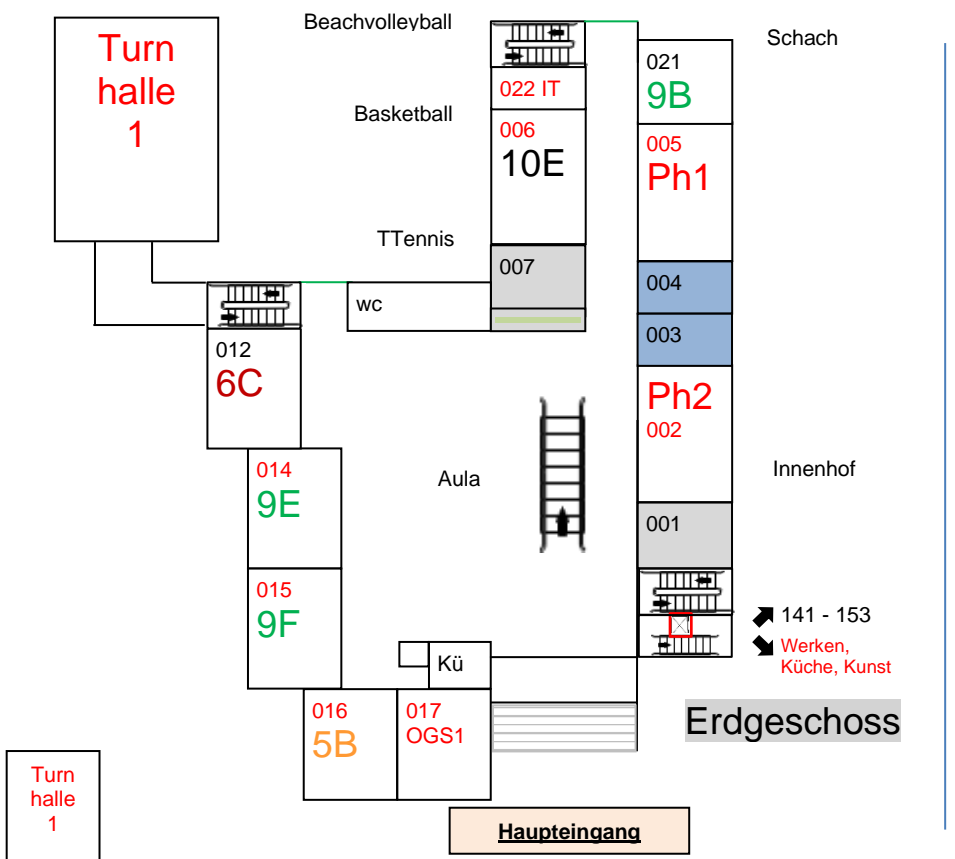 Beachvolleyball
Schach
Turn
halle
1
021
9B
022 IT
Basketball
006
10E
005
Ph1
TTennis
007
004
wc
003
012
6C
Ph2
002
Aula
Innenhof
014
9E
001
015
9F
141 - 153
Werken,
Küche, Kunst
Kü
016
5B
017
OGS1
Erdgeschoss
Turn
halle
1
Haupteingang